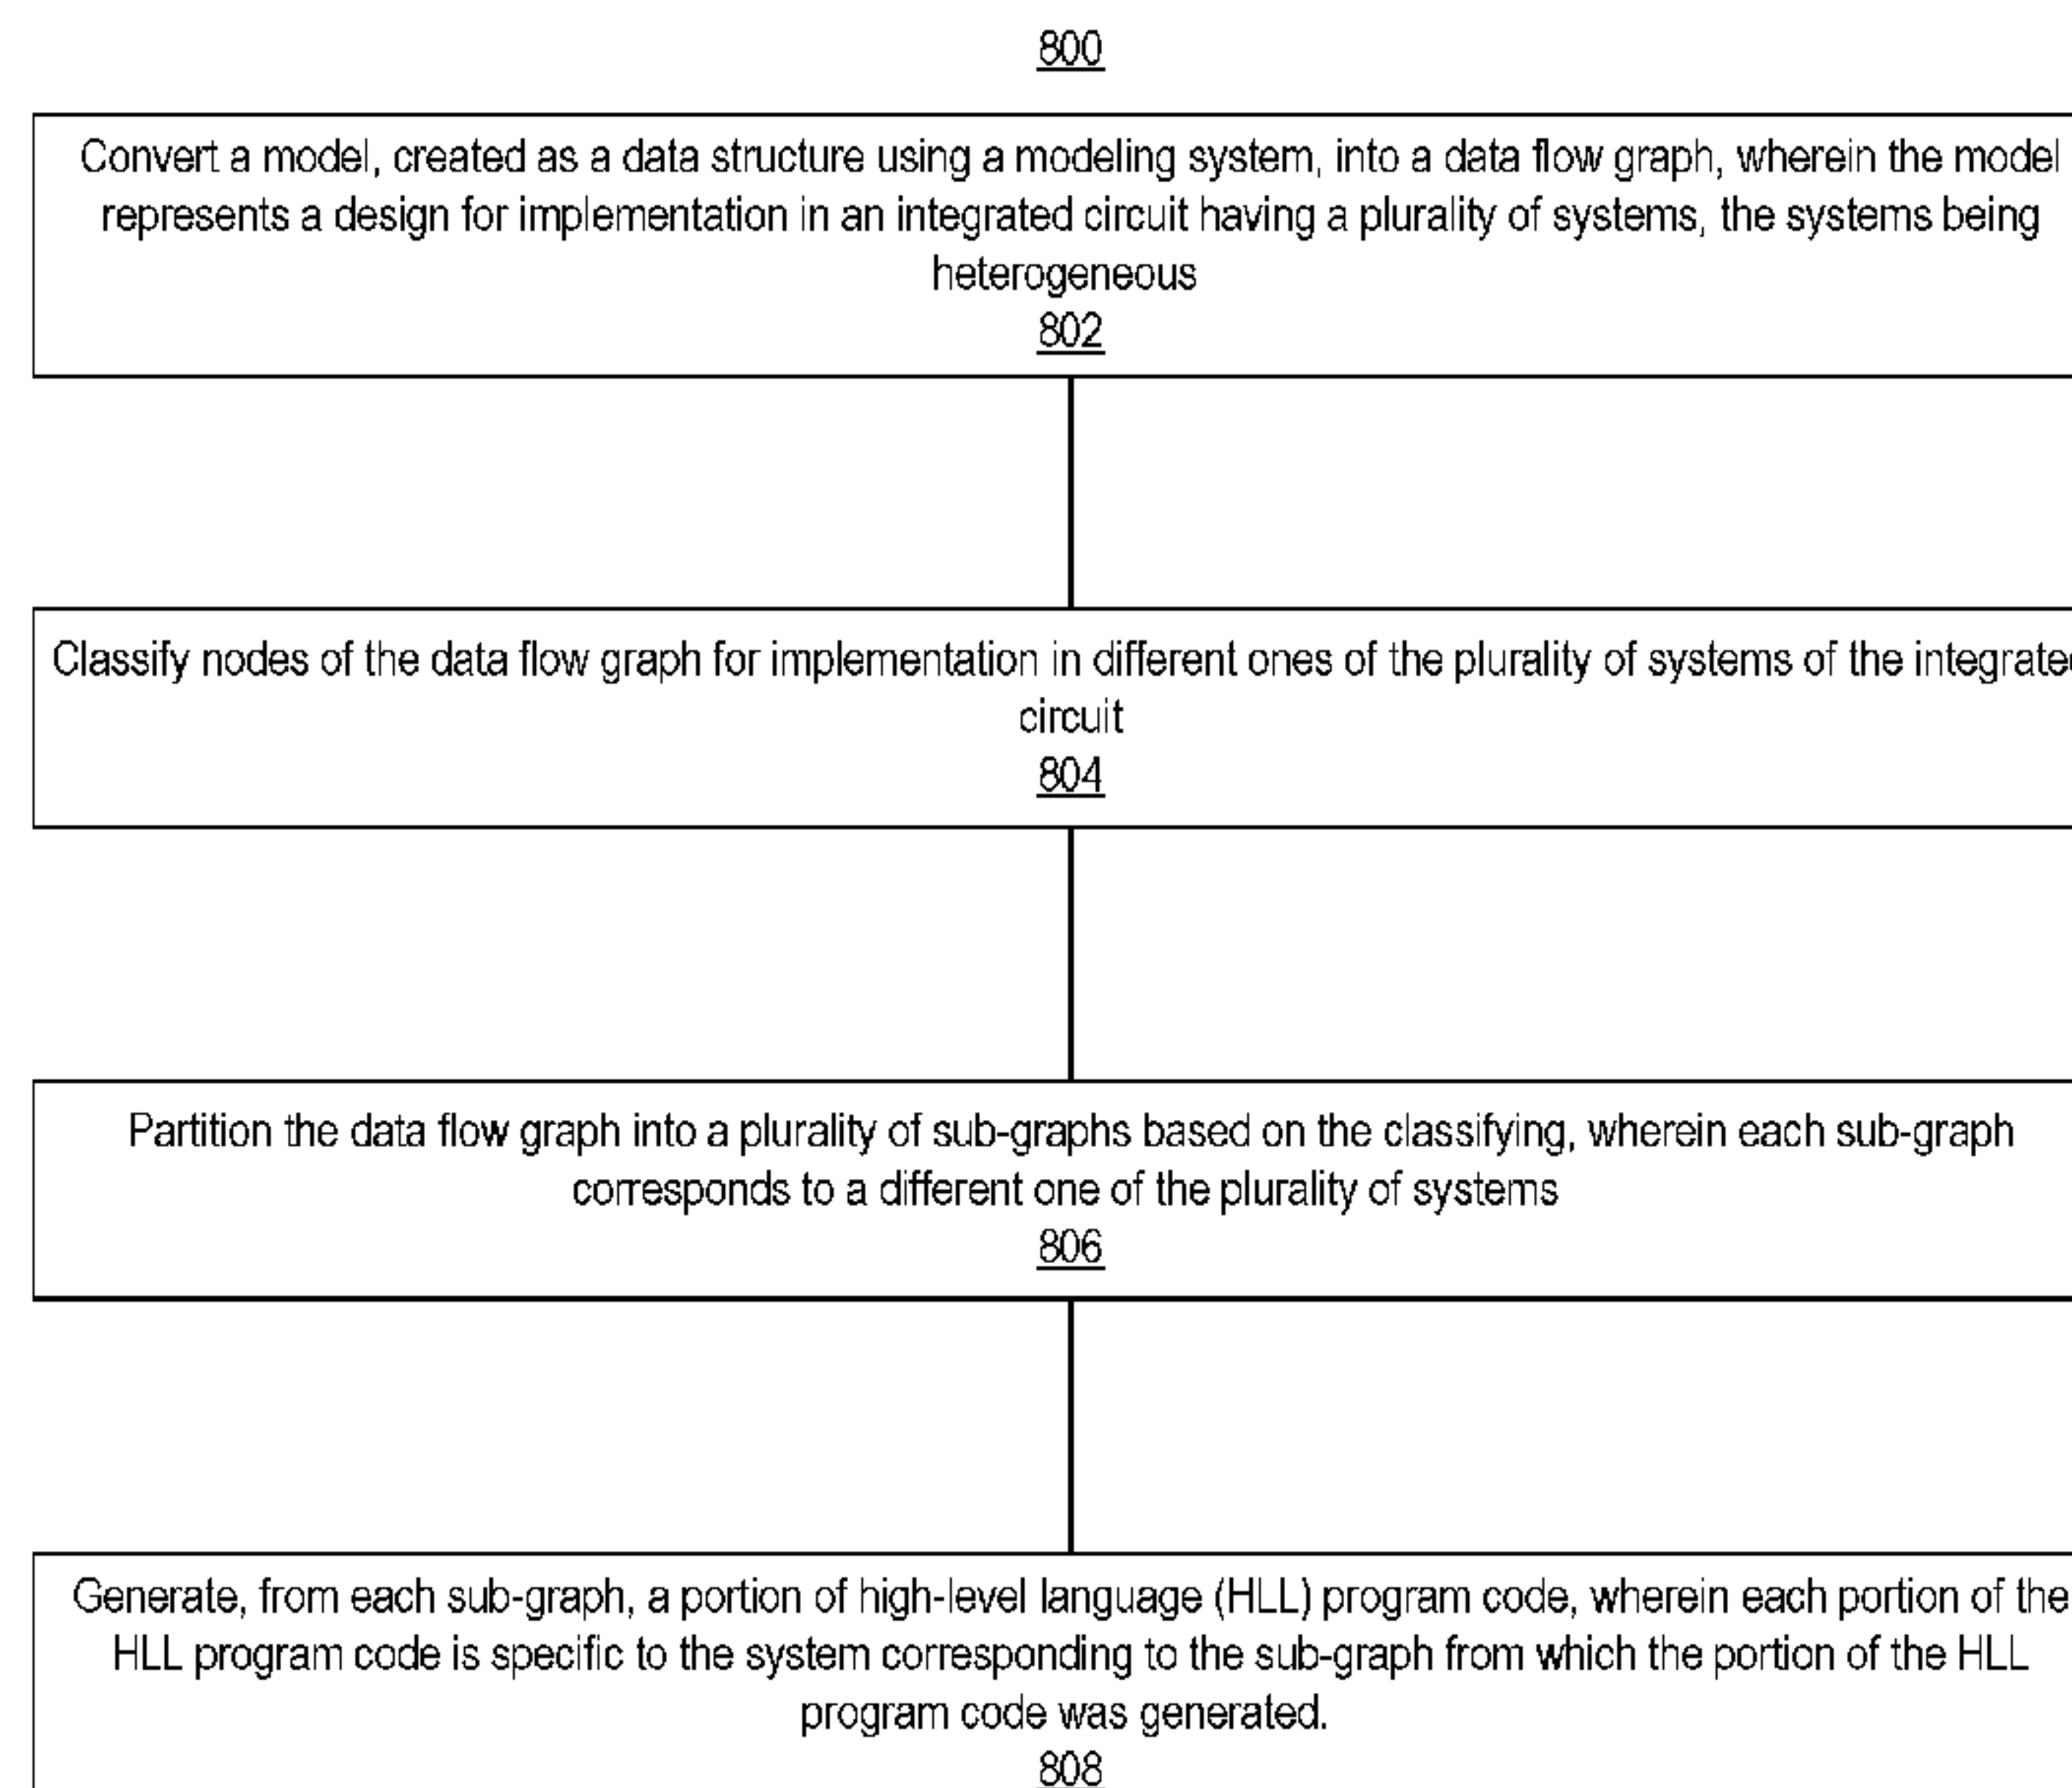 800
Convert a model, created as a data structure using a modeling system, into a data flow graph, wherein the model
represents a design for implementation in an integrated circuit having a plurality of systems, the systems being
heterogeneous
802
Classify nodes of the data flow graph for implementation in different ones of the plurality of systems of the integrated
circuit
804
Partition the data flow graph into a plurality of sub-graphs based on the classifying, wherein each sub-graph
corresponds to a different one of the plurality of systems
806
Generate, from each sub-graph, a portion of high-level language (HLL) program code, wherein each portion of the
HLL program code is specific to the system corresponding to the sub-graph from which the portion of the HLL
program code was generated.
808